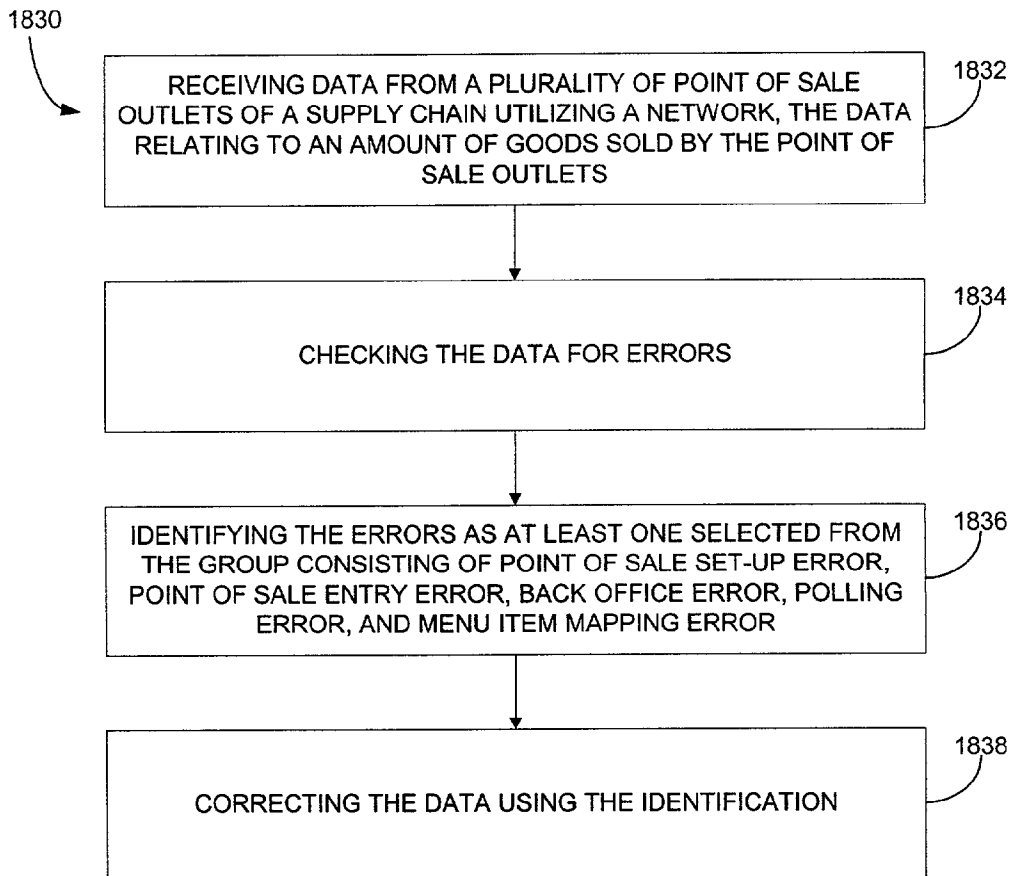 1830
RECEIVING DATA FROM A PLURALITY OF POINT OF SALE
OUTLETS OF A SUPPLY CHAIN UTILIZING A NETWORK, THE DATA
RELATING TO AN AMOUNT OF GOODS SOLD BY THE POINT OF
SALE OUTLETS
1832
CHECKING THE DATA FOR ERRORS
1834
IDENTIFYING THE ERRORS AS AT LEAST ONE SELECTED FROM
THE GROUP CONSISTING OF POINT OF SALE SET-UP ERROR,
POINT OF SALE ENTRY ERROR, BACK OFFICE ERROR, POLLING
ERROR, AND MENU ITEM MAPPING ERROR
1836
CORRECTING THE DATA USING THE IDENTIFICATION
1838